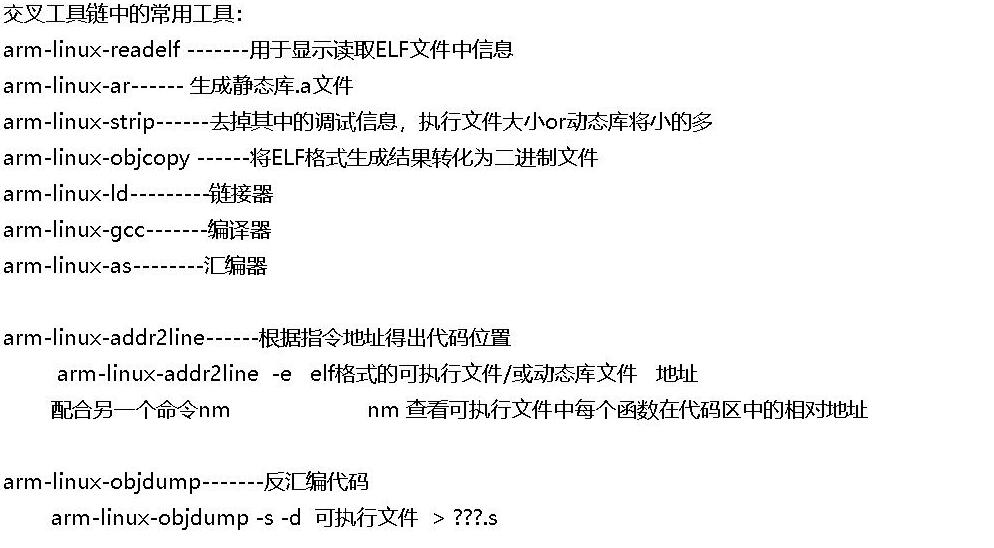 交叉工具链中的常用工具：
arm-linux-readelf -------用于显示读取ELF文件中信息
arm-linux-ar------ 生成静态库.a文件
arm-linux-strip------去掉其中的调试信息，执行文件大小or动态库将小的多
arm-linux-objcopy ------将ELF格式生成结果转化为二进制文件
arm-linux-ld---------链接器
arm-linux-gcc-------编译器
arm-linux-as--------汇编器
arm-linux-addr2line------根据指令地址得出代码位置
arm-linux-addr2line  -e   elf格式的可执行文件/或动态库文件   地址
配合另一个命令nm                     nm 查看可执行文件中每个函数在代码区中的相对地址
arm-linux-objdump-------反汇编代码
arm-linux-objdump -s -d  可执行文件  > ???.s